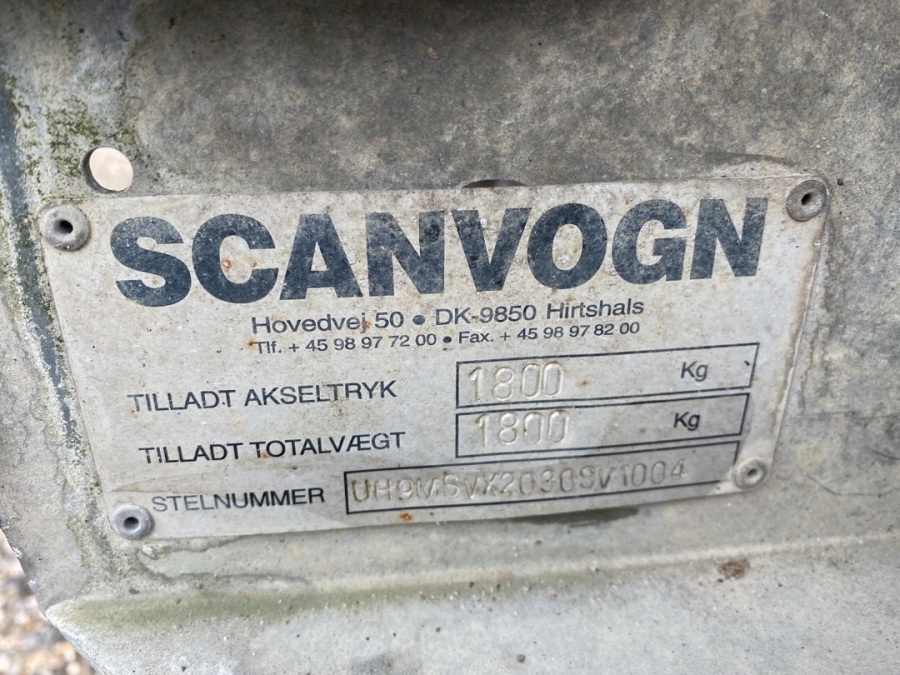 SCANVOGN
Hovedvej 50 • DK-9850 Hirtshals
Tlf. + 45 98 97 72 00 • Fax. + 45 98 97 82 00
TILLADT AKSELTRYK 1800 Kg
TILLADT TOTALVÆGT 1800 Kg
STELNUMMER UH9MSVX2030SV1004